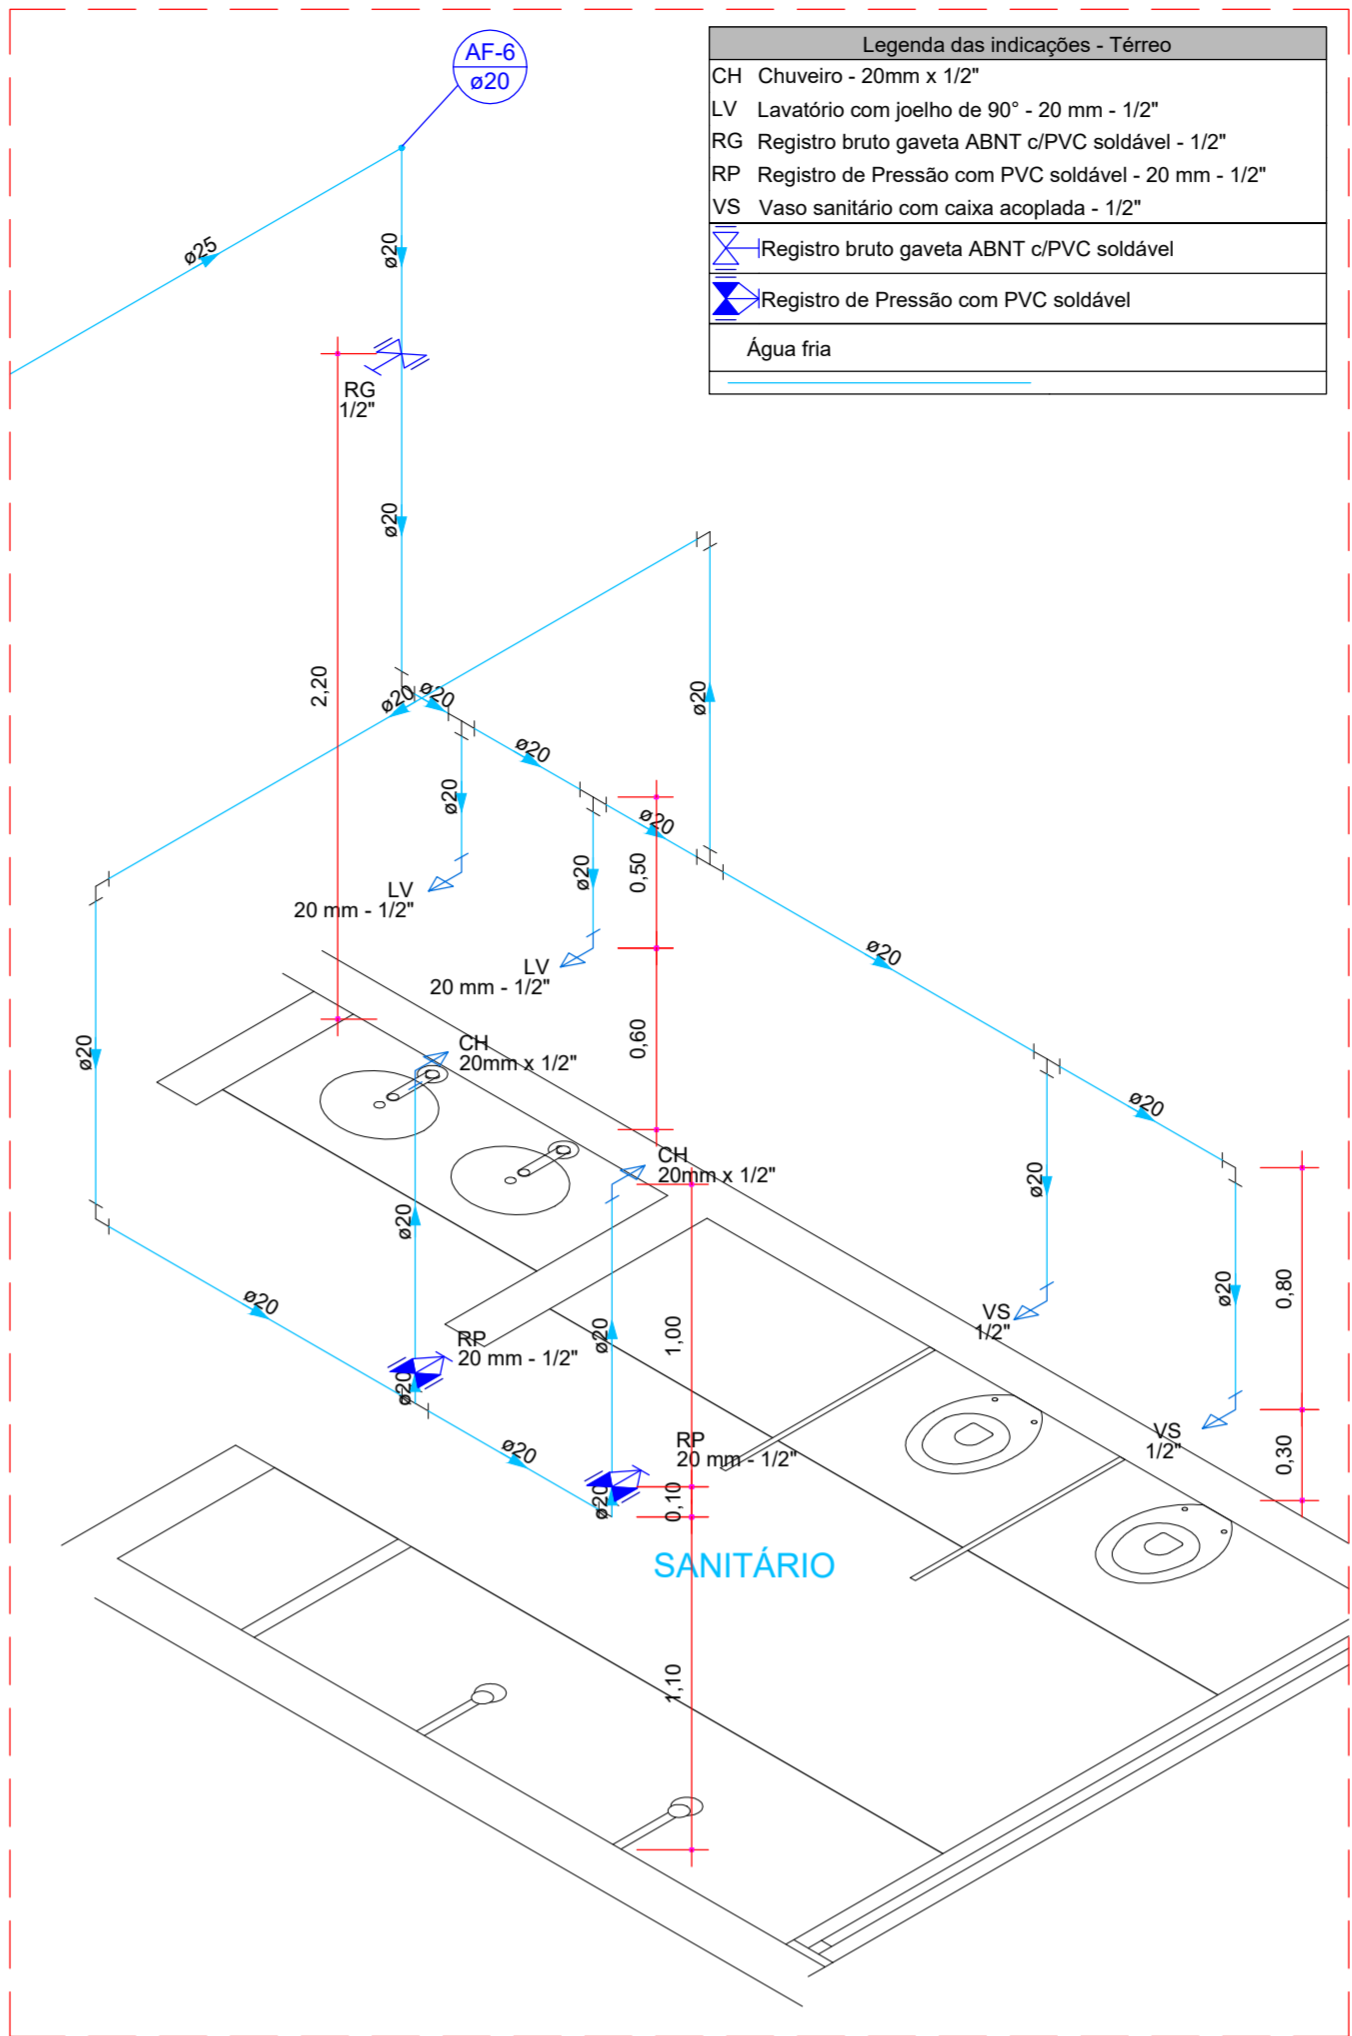 AF-6
ø20
Legenda das indicações - Térreo
CH Chuveiro - 20mm x 1/2"
LV Lavatório com joelho de 90° - 20 mm - 1/2"
RG Registro bruto gaveta ABNT c/PVC soldável - 1/2"
RP Registro de Pressão com PVC soldável - 20 mm - 1/2"
VS Vaso sanitário com caixa acoplada - 1/2"
Registro bruto gaveta ABNT c/PVC soldável
Registro de Pressão com PVC soldável
Água fria
ø25
ø20
RG
1/2"
ø20
2,20
ø20
ø20
ø20
ø20
ø20
ø20
ø20
0,50
LV
20 mm - 1/2"
ø20
LV
20 mm - 1/2"
0,60
ø20
CH
20mm x 1/2"
ø20
CH
20mm x 1/2"
ø20
ø20
ø20
0,80
ø20
VS
1/2"
1,00
ø20
RP
20 mm - 1/2"
ø20
VS
1/2"
0,30
ø20
RP
20 mm - 1/2"
ø20
0,10
SANITÁRIO
1,10